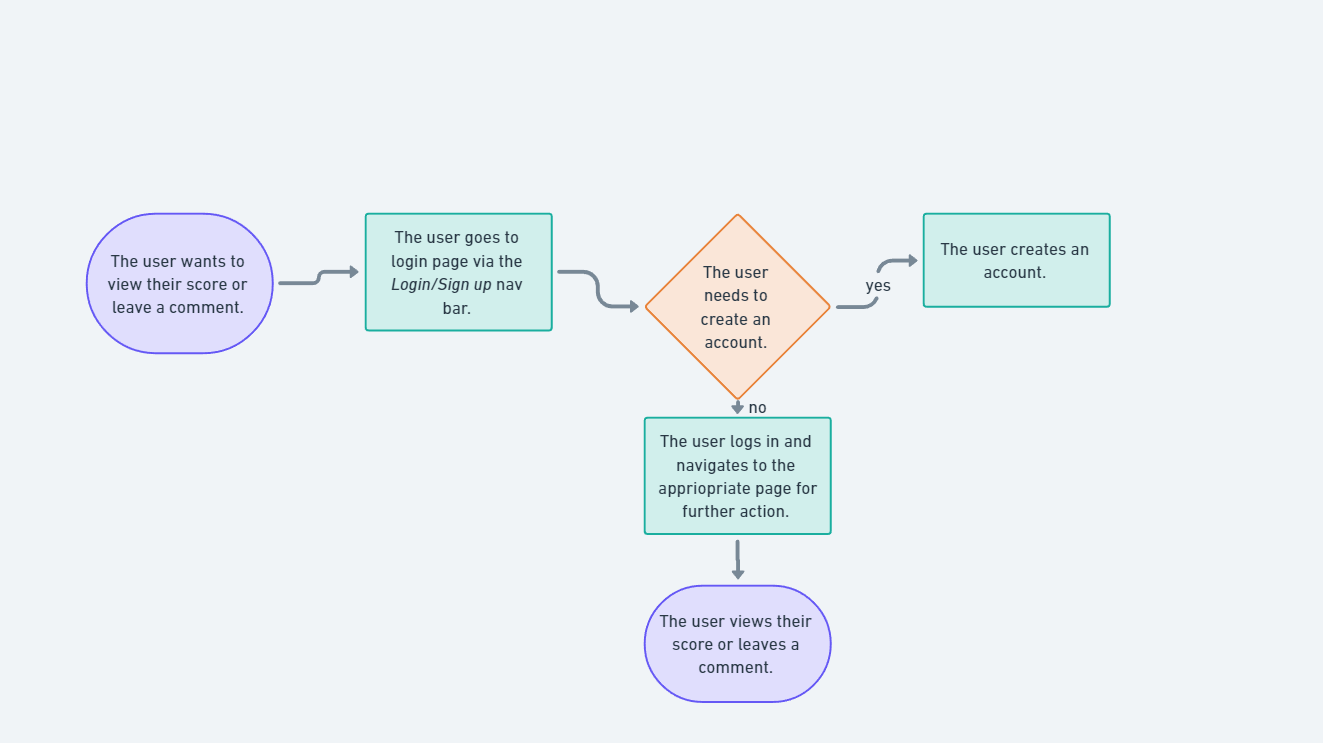 The user wants to
view their score or
leave a comment.
The user goes to
login page via the
Login/Sign up nav
bar.
The user
needs to
create an
account.
yes
The user creates an
account.
no
The user logs in and
navigates to the
appriopriate page for
further action.
The user views their
score or leaves a
comment.